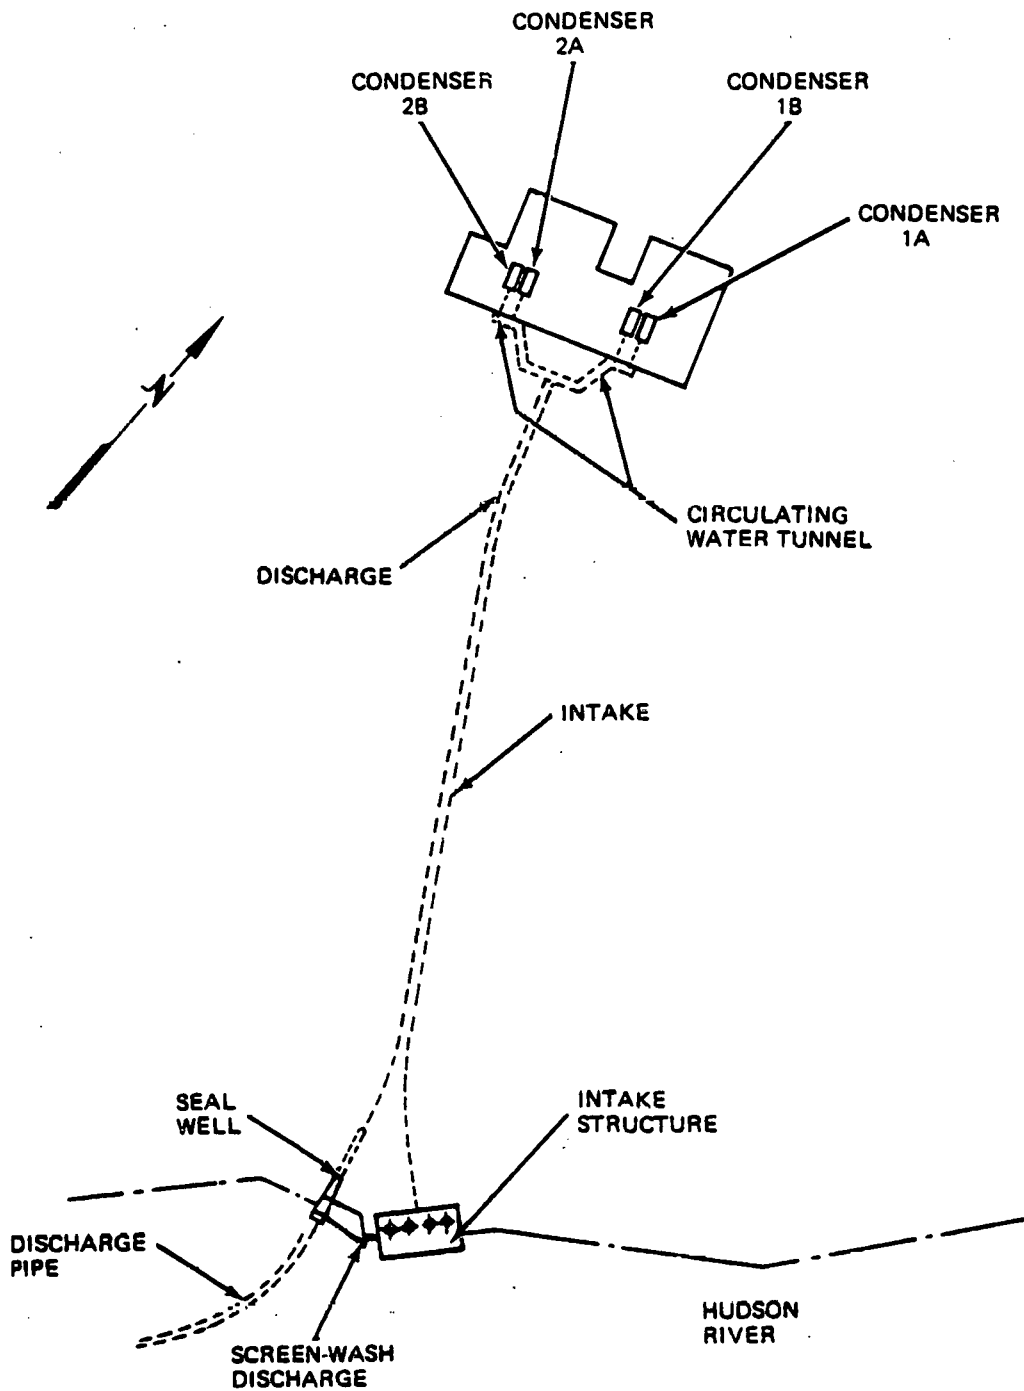 CONDENSER
2A
CONDENSER
2B
CONDENSER
1B
CONDENSER
1A
N
CIRCULATING
WATER TUNNEL
DISCHARGE
INTAKE
SEAL
WELL
INTAKE
STRUCTURE
DISCHARGE
PIPE
HUDSON
RIVER
SCREEN-WASH
DISCHARGE